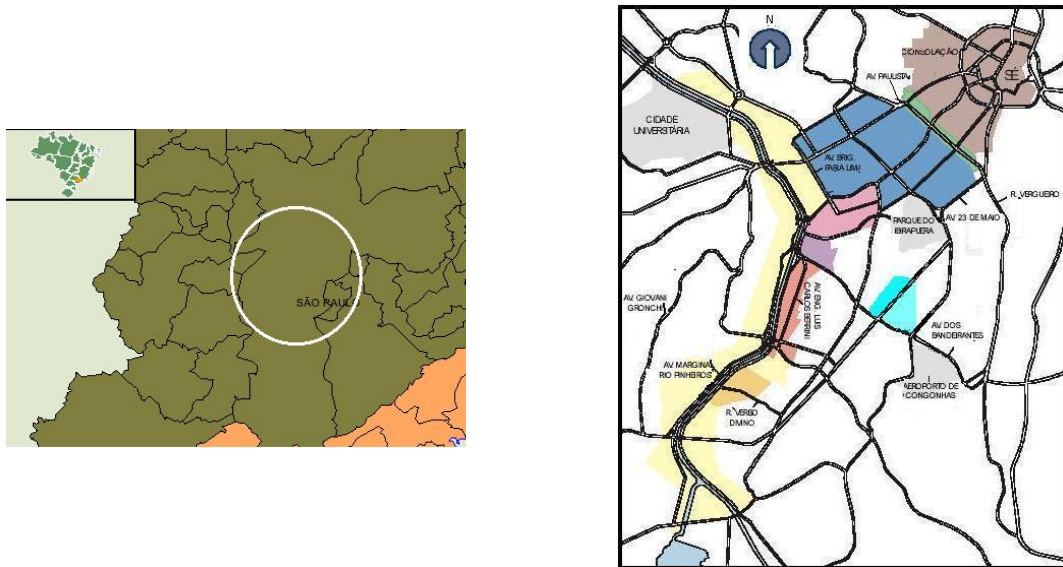 SÃO PAULO
N
CONSOLAÇÃO
SÉ
AV. PAULISTA
CIDADE
UNIVERSITÁRIA
AV. BRIG.
FARIA LIMA
R. VERGUEIRO
PARQUE DO
IBIRAPUERA
AV. 23 DE MAIO
AV. GIOVANI
GRONCHI
AV. ENG. LUIS
CARLOS BERRINI
AV. DOS
BANDEIRANTES
AV. MARGINAL
RIO PINHEIROS
AEROPORTO DE
CONGONHAS
R. VERBO
DIVINO